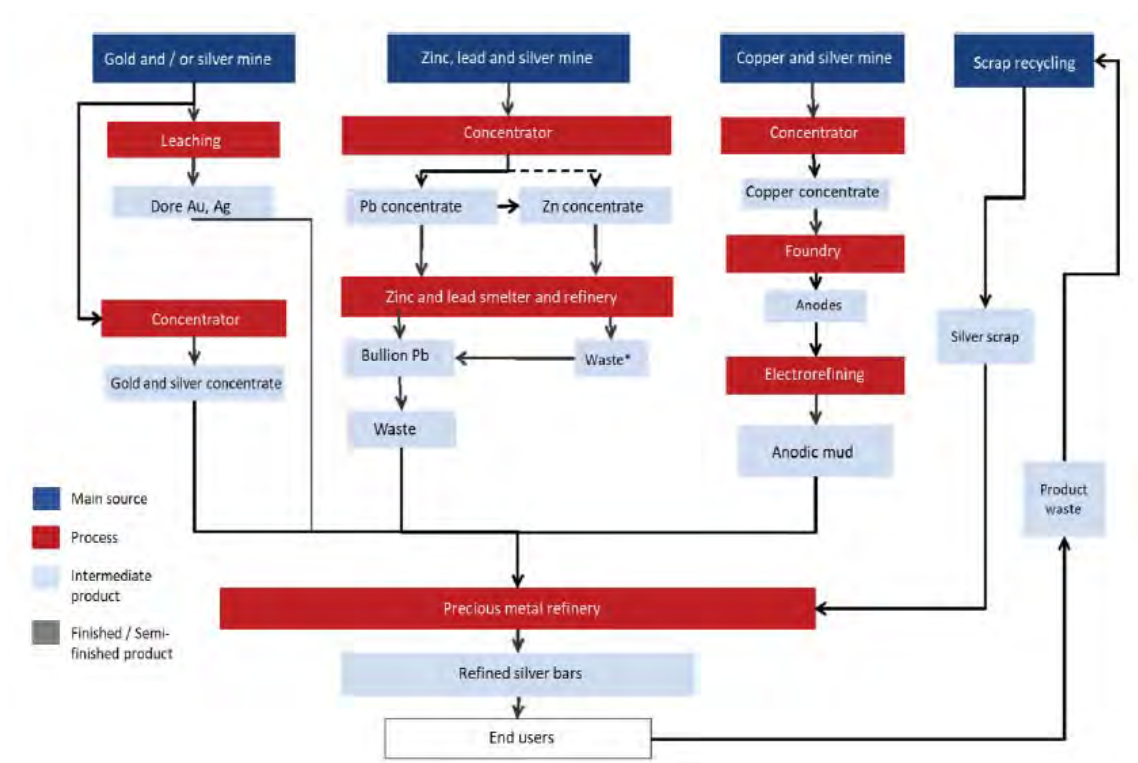 Gold and / or silver mine
Zinc, lead and silver mine
Copper and silver mine
Scrap recycling
Leaching
Concentrator
Concentrator
Dore Au, Ag
Pb concentrate
Zn concentrate
Copper concentrate
Foundry
Concentrator
Zinc and lead smelter and refinery
Anodes
Silver scrap
Gold and silver concentrate
Bullion Pb
Waste*
Electrorefining
Waste
Anodic mud
Main source
Process
Intermediate
product
Finished / Semi-
finished product
Product
waste
Precious metal refinery
Refined silver bars
End users